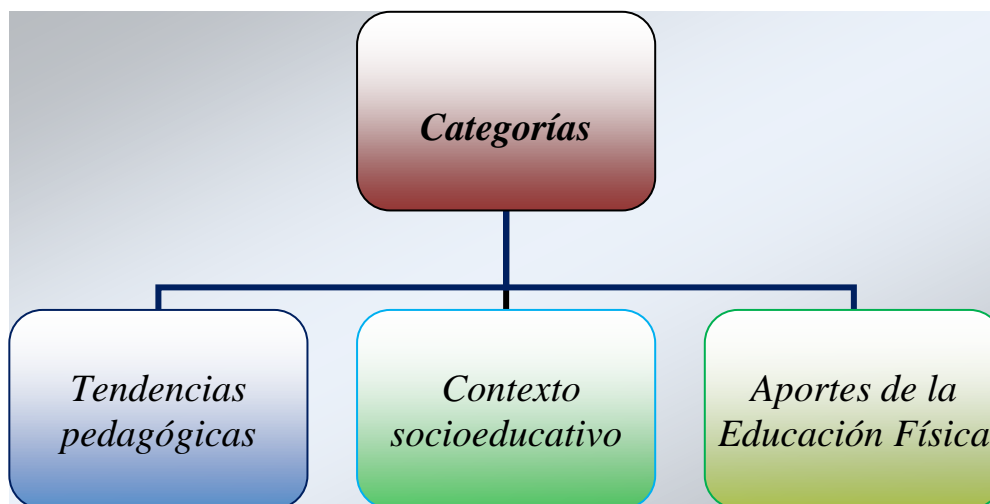 Categorías
Tendencias
pedagógicas
Contexto
socioeducativo
Aportes de la
Educación Física